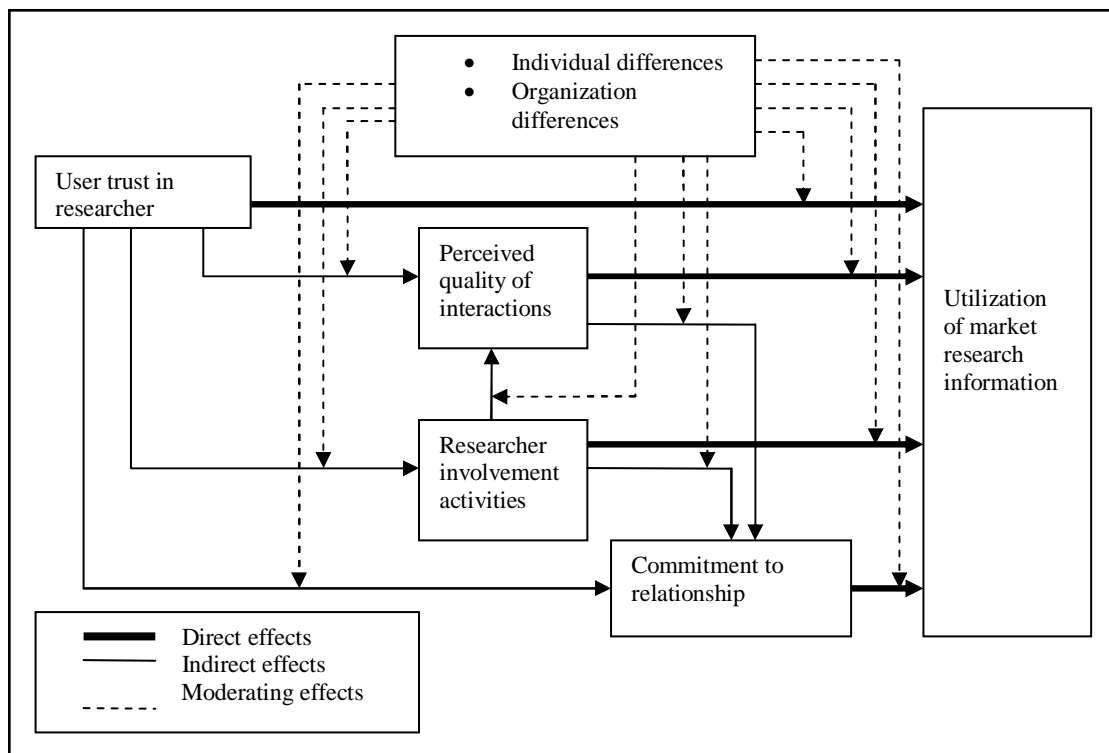 • Individual differences
• Organization
differences
User trust in
researcher
Perceived
quality of
interactions
Utilization
of market
research
information
Researcher
involvement
activities
Commitment to
relationship
Direct effects
Indirect effects
Moderating effects